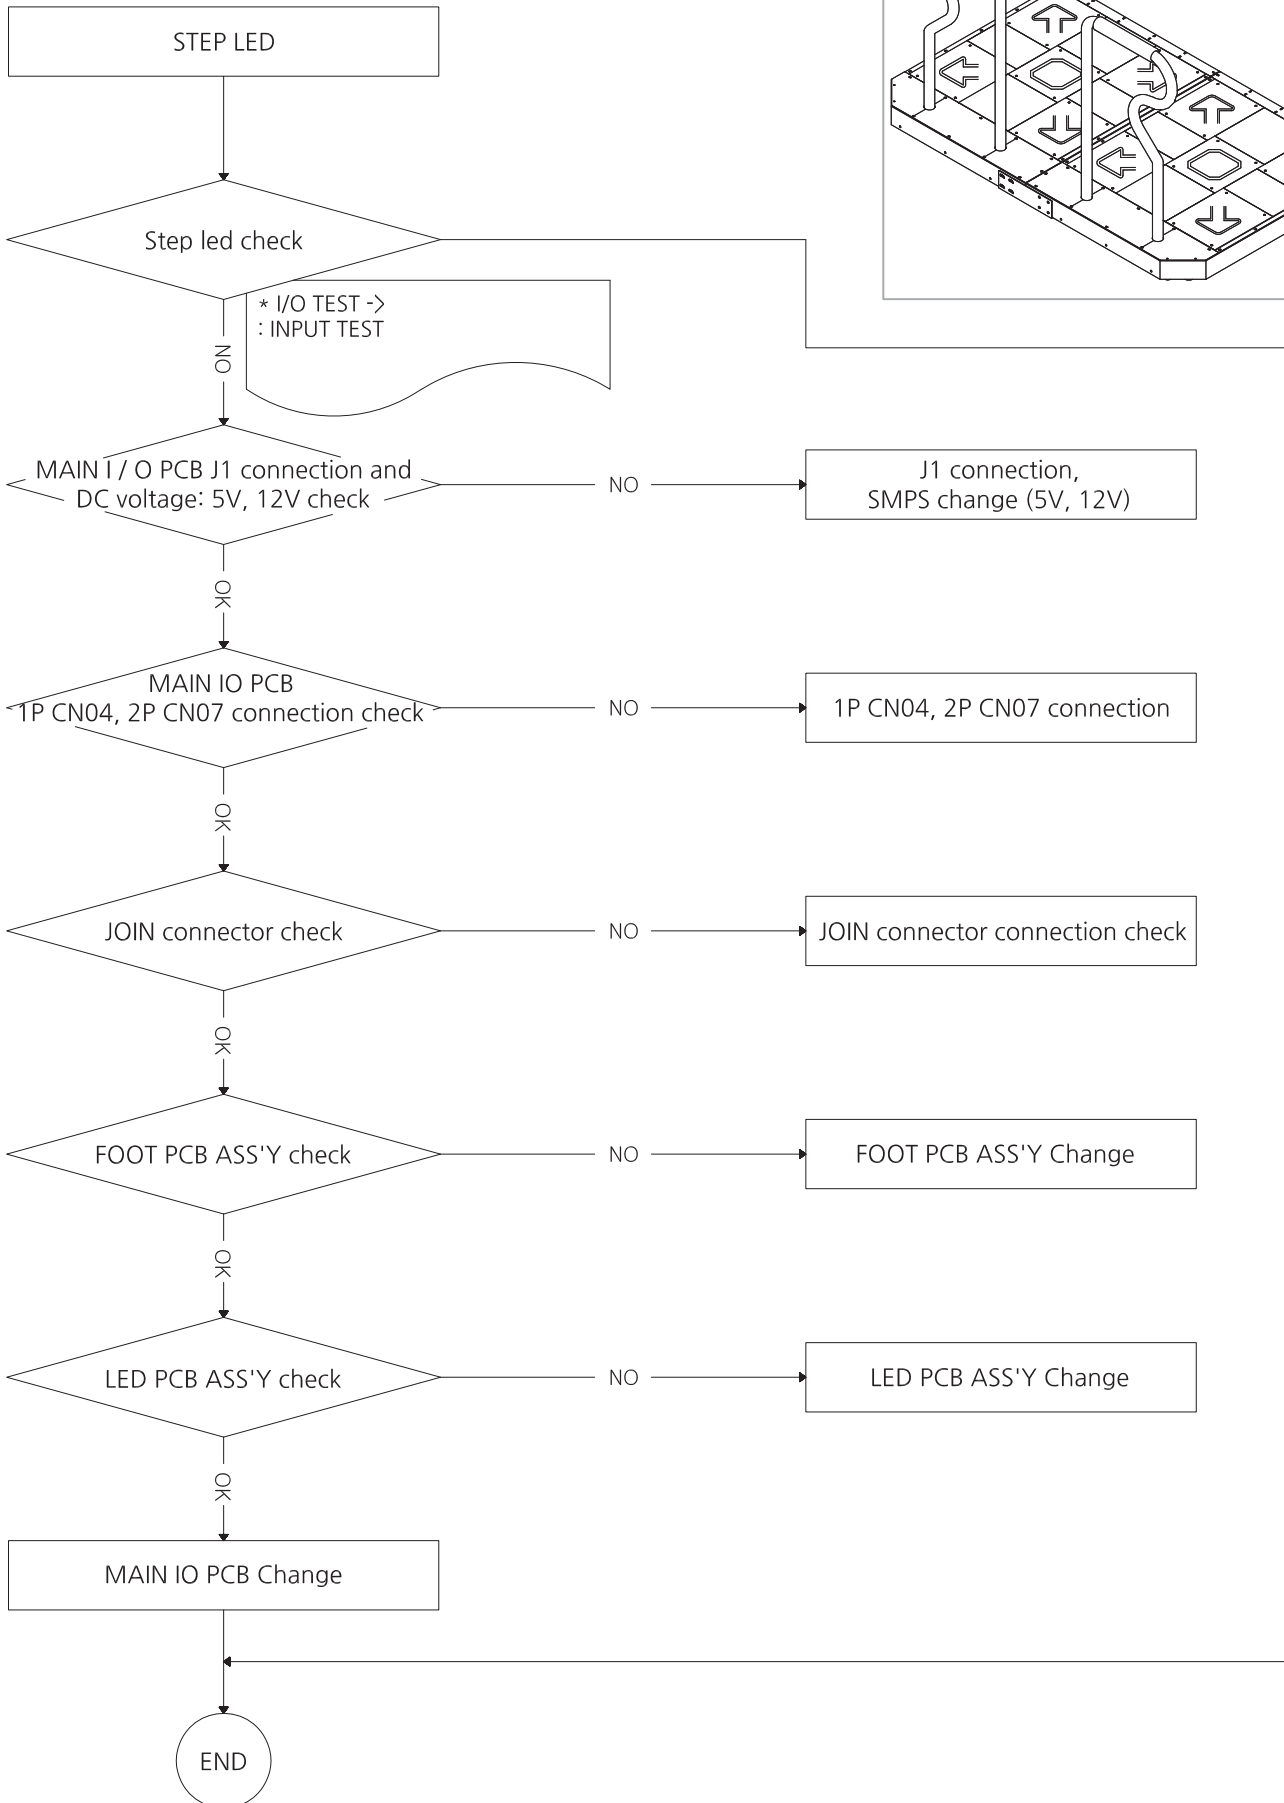 STEP LED
Step led check
* I/O TEST ->
: INPUT TEST
NO
MAIN I / O PCB J1 connection and
DC voltage: 5V, 12V check
NO
J1 connection,
SMPS change (5V, 12V)
OK
MAIN IO PCB
1P CN04, 2P CN07 connection check
NO
1P CN04, 2P CN07 connection
OK
JOIN connector check
NO
JOIN connector connection check
OK
FOOT PCB ASS'Y check
NO
FOOT PCB ASS'Y Change
OK
LED PCB ASS'Y check
NO
LED PCB ASS'Y Change
OK
MAIN IO PCB Change
END